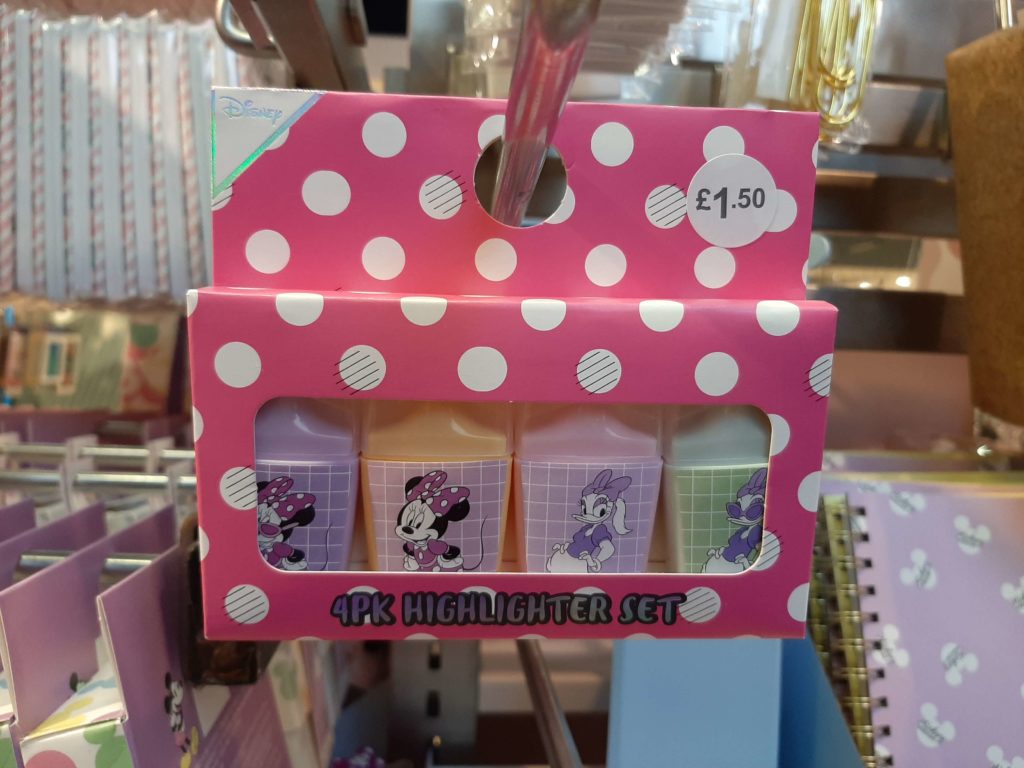 Disney
£1.50
4PK HIGHLIGHTER SET